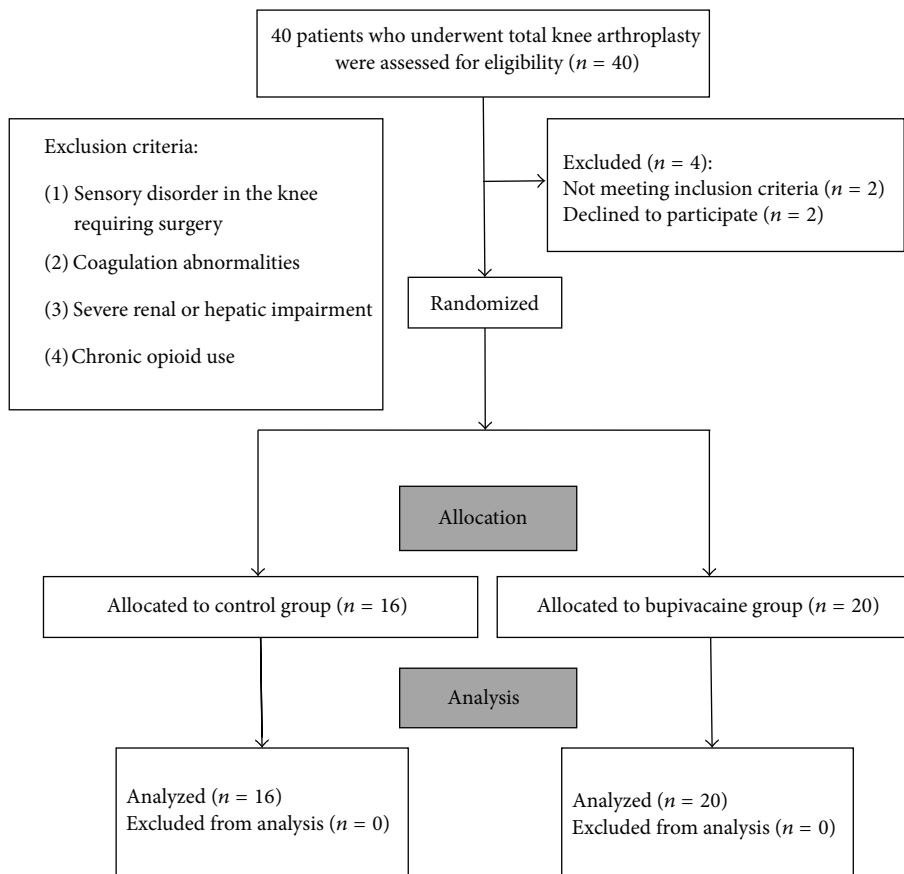 40 patients who underwent total knee arthroplasty
were assessed for eligibility (n = 40)
Exclusion criteria:
(1) Sensory disorder in the knee
requiring surgery
(2) Coagulation abnormalities
(3) Severe renal or hepatic impairment
(4) Chronic opioid use
Excluded (n = 4):
Not meeting inclusion criteria (n = 2)
Declined to participate (n = 2)
Randomized
Allocation
Allocated to control group (n = 16)
Allocated to bupivacaine group (n = 20)
Analysis
Analyzed (n = 16)
Excluded from analysis (n = 0)
Analyzed (n = 20)
Excluded from analysis (n = 0)